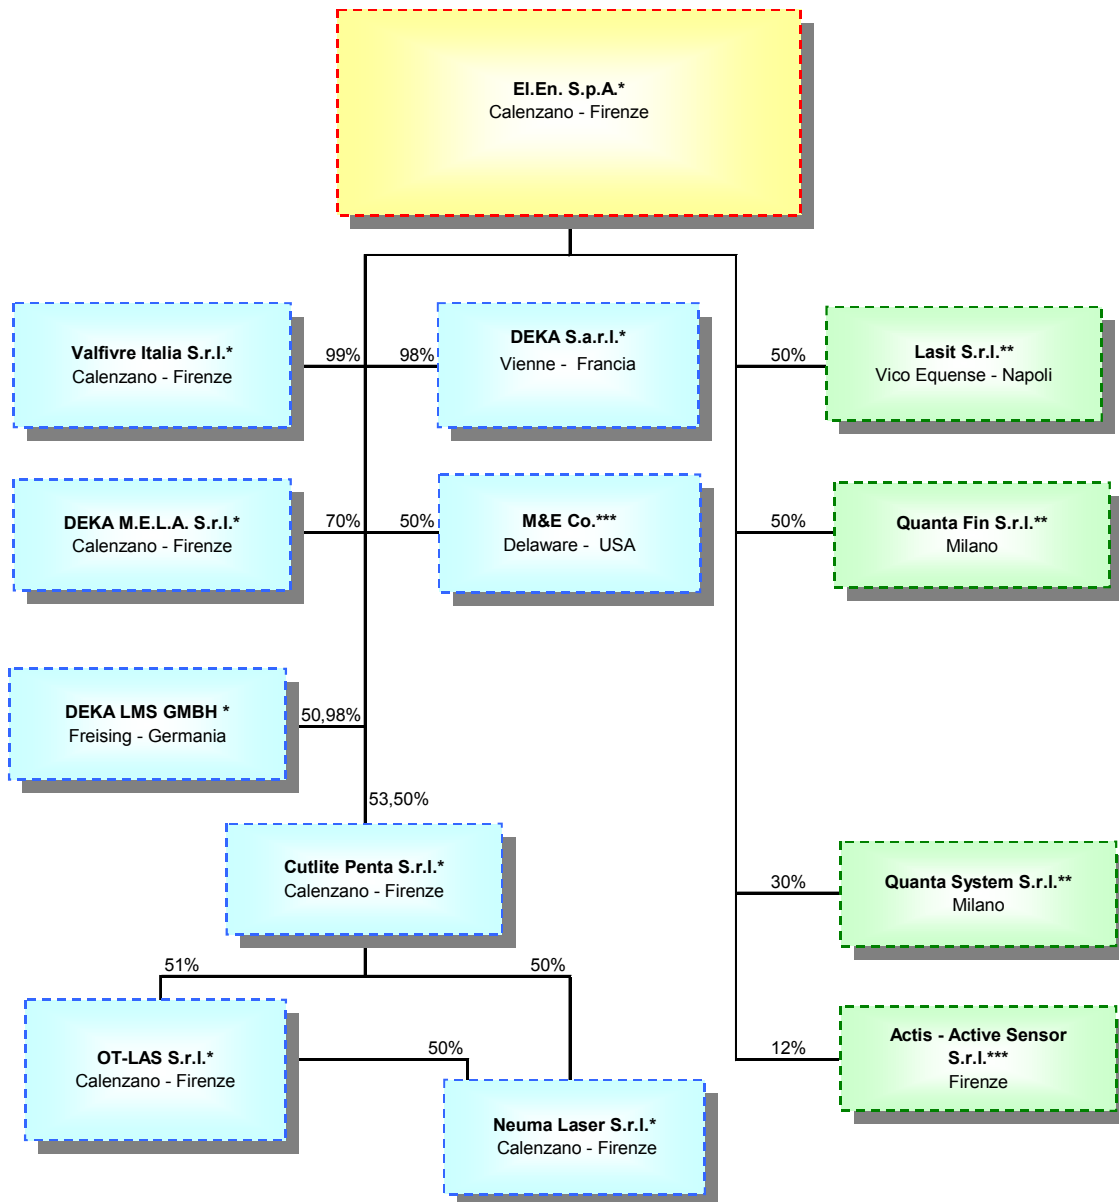 El.En. S.p.A.*
Calenzano - Firenze
Valfivre Italia S.r.l.*
Calenzano - Firenze
99%
98%
DEKA S.a.r.l.*
Vienne - Francia
50%
Lasit S.r.l.**
Vico Equense - Napoli
DEKA M.E.L.A. S.r.l.*
Calenzano - Firenze
70%
50%
M&E Co.***
Delaware - USA
50%
Quanta Fin S.r.l.**
Milano
DEKA LMS GMBH *
Freising - Germania
50,98%
53,50%
Cutlite Penta S.r.l.*
Calenzano - Firenze
30%
Quanta System S.r.l.**
Milano
51%
50%
OT-LAS S.r.l.*
Calenzano - Firenze
50%
Neuma Laser S.r.l.*
Calenzano - Firenze
12%
Actis - Active Sensor
S.r.l.***
Firenze